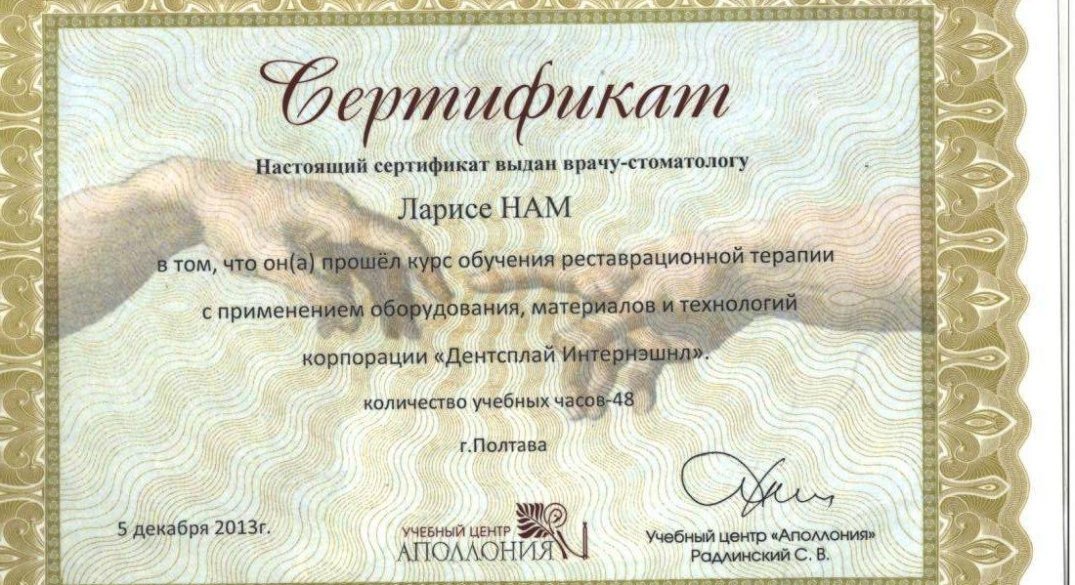 Сертификат
Настоящий сертификат выдан врачу-стоматологу
Ларисе НАМ
в том, что он(а) прошёл курс обучения реставрационной терапии
с применением оборудования, материалов и технологий
корпорации «Дентсплай Интернэшнл».
количество учебных часов-48
г.Полтава
5 декабря 2013г.
УЧЕБНЫЙ ЦЕНТР
АПОЛЛОНИЯ
Учебный центр «Аполлония»
Радлинский С. В.